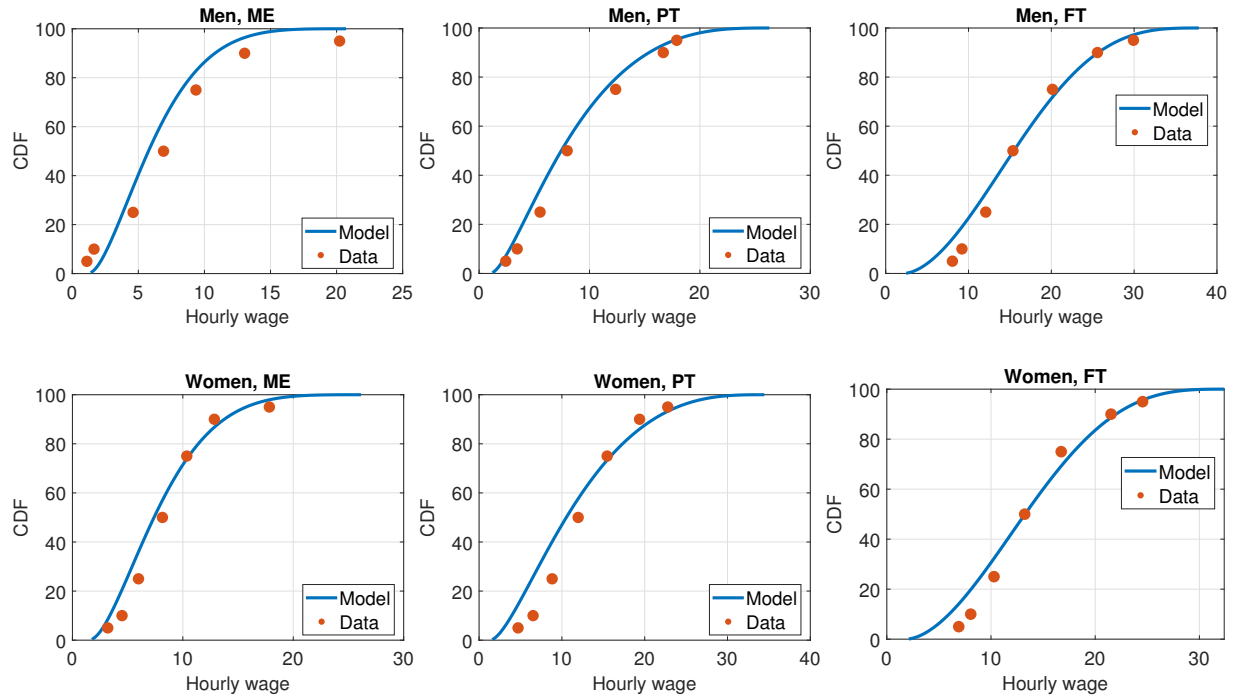 Men, ME
100
80
60
40
20
0
CDF
0 5 10 15 20 25
Hourly wage
Model
Data
Men, PT
100
80
60
40
20
0
CDF
0 10 20 30
Hourly wage
Model
Data
Men, FT
100
80
60
40
20
0
CDF
0 10 20 30 40
Hourly wage
Model
Data
Women, ME
100
80
60
40
20
0
CDF
0 10 20 30
Hourly wage
Model
Data
Women, PT
100
80
60
40
20
0
CDF
0 10 20 30 40
Hourly wage
Model
Data
Women, FT
100
80
60
40
20
0
CDF
0 10 20 30
Hourly wage
Model
Data